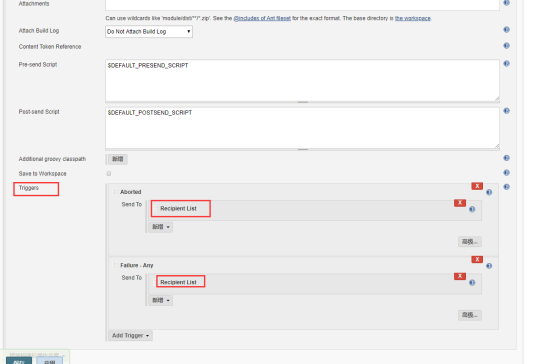 Attachments
Can use wildcards like 'module/dist/**/*.zip'. See the @includes of Ant fileset for the exact format. The base directory is the workspace.
Attach Build Log
Do Not Attach Build Log
Content Token Reference
Pre-send Script
$DEFAULT_PRESEND_SCRIPT
Post-send Script
$DEFAULT_POSTSEND_SCRIPT
Additional groovy classpath
新增
Save to Workspace
Triggers
X
Aborted
Send To
X
Recipient List
新增
高级...
X
Failure - Any
Send To
X
Recipient List
新增
高级...
Add Trigger
保存
应用